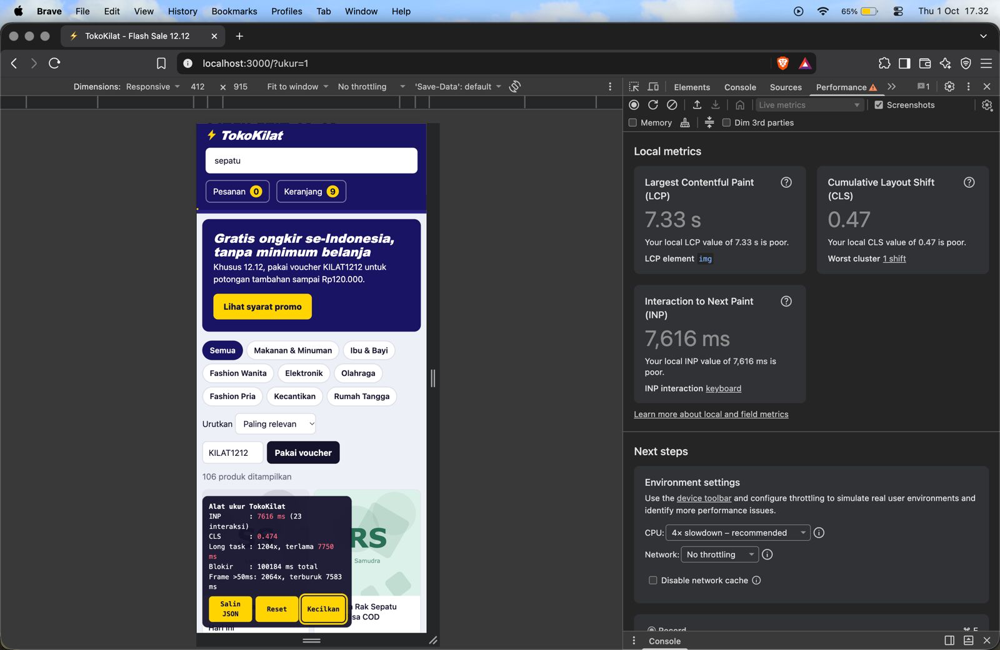 Brave File Edit View History Bookmarks Profiles Tab Window Help
65%
Thu 1 Oct 17.32
TokoKilat - Flash Sale 12.12
localhost:3000/?ukur=1
Dimensions: Responsive 412 x 915 Fit to window No throttling 'Save-Data': default
Elements Console Sources Performance 1
Live metrics Screenshots
Memory Dim 3rd parties
TokoKilat
sepatu
Pesanan 0 Keranjang 9
Gratis ongkir se-Indonesia,
tanpa minimum belanja
Khusus 12.12, pakai voucher KILAT1212 untuk
potongan tambahan sampai Rp120.000.
Lihat syarat promo
Semua Makanan & Minuman Ibu & Bayi
Fashion Wanita Elektronik Olahraga
Fashion Pria Kecantikan Rumah Tangga
Urutkan Paling relevan
KILAT1212 Pakai voucher
106 produk ditampilkan
Alat ukur TokoKilat
INP : 7616 ms (23
interaksi)
CLS : 0.474
Long task : 1204x, terlama 7750
ms
Blokir : 100184 ms total
Frame >50ms: 2064x, terburuk 7583
ms
Salin
JSON
Reset
Kecilkan
RS
Samudra
Rak Sepatu
sa COD
Hari Ini
Local metrics
Largest Contentful Paint
(LCP)
7.33 s
Your local LCP value of 7.33 s is poor.
LCP element img
Cumulative Layout Shift
(CLS)
0.47
Your local CLS value of 0.47 is poor.
Worst cluster 1 shift
Interaction to Next Paint
(INP)
7,616 ms
Your local INP value of 7,616 ms is
poor.
INP interaction keyboard
Learn more about local and field metrics
Next steps
Environment settings
Use the device toolbar and configure throttling to simulate real user environments and
identify more performance issues.
CPU: 4× slowdown – recommended
Network: No throttling
Disable network cache
Record ⌘ E
Console